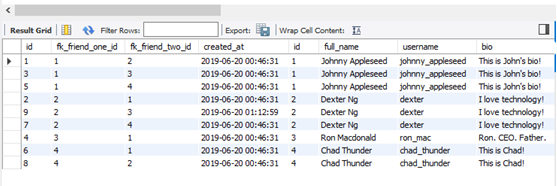 Result Grid Filter Rows: Export: Wrap Cell Content:
id fk_friend_one_id fk_friend_two_id created_at id full_name username bio
1 1 2 2019-06-20 00:46:31 1 Johnny Appleseed johnny_appleseed This is John's bio!
3 1 3 2019-06-20 00:46:31 1 Johnny Appleseed johnny_appleseed This is John's bio!
5 1 4 2019-06-20 00:46:31 1 Johnny Appleseed johnny_appleseed This is John's bio!
2 2 1 2019-06-20 00:46:31 2 Dexter Ng dexter I love technology!
9 2 3 2019-06-20 01:12:59 2 Dexter Ng dexter I love technology!
7 2 4 2019-06-20 00:46:31 2 Dexter Ng dexter I love technology!
4 3 1 2019-06-20 00:46:31 3 Ron Macdonald ron_mac Ron. CEO. Father.
6 4 1 2019-06-20 00:46:31 4 Chad Thunder chad_thunder This is Chad!
8 4 2 2019-06-20 00:46:31 4 Chad Thunder chad_thunder This is Chad!